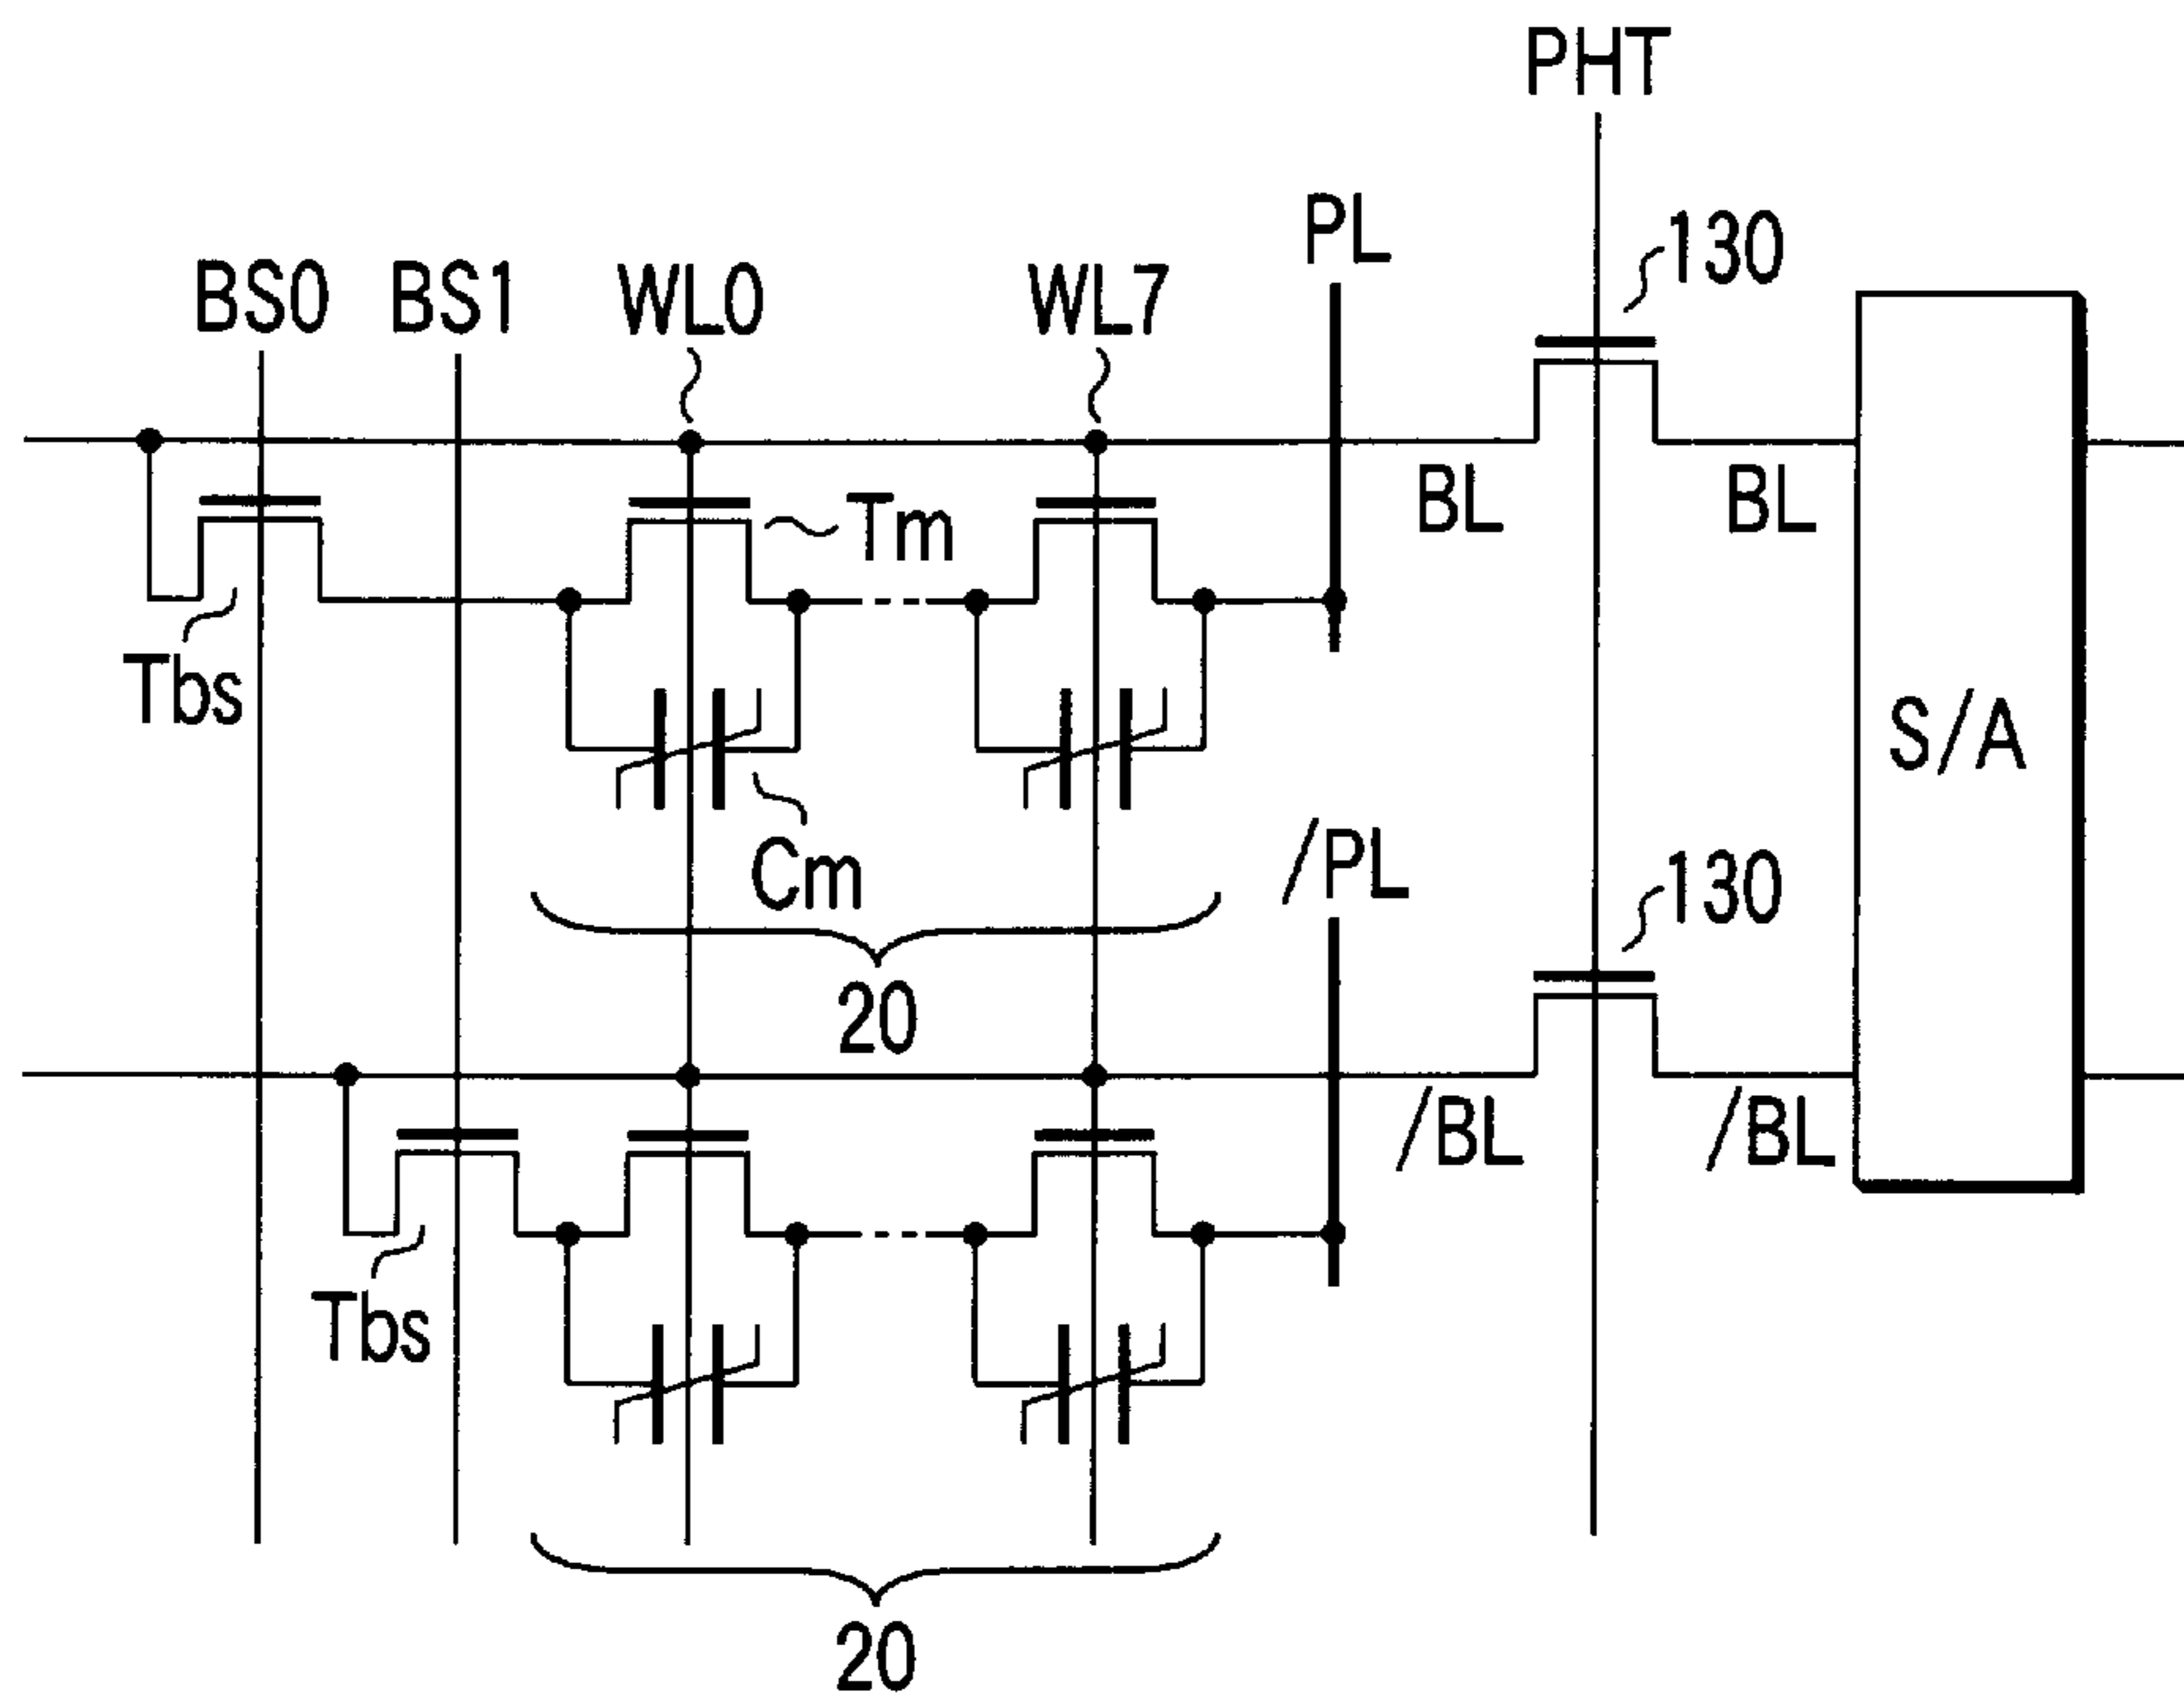 PHT
PL
130
BS0 BS1 WL0 WL7
BL BL
Tm
Tbs
S/A
Cm
/PL
130
20
/BL /BL
Tbs
20